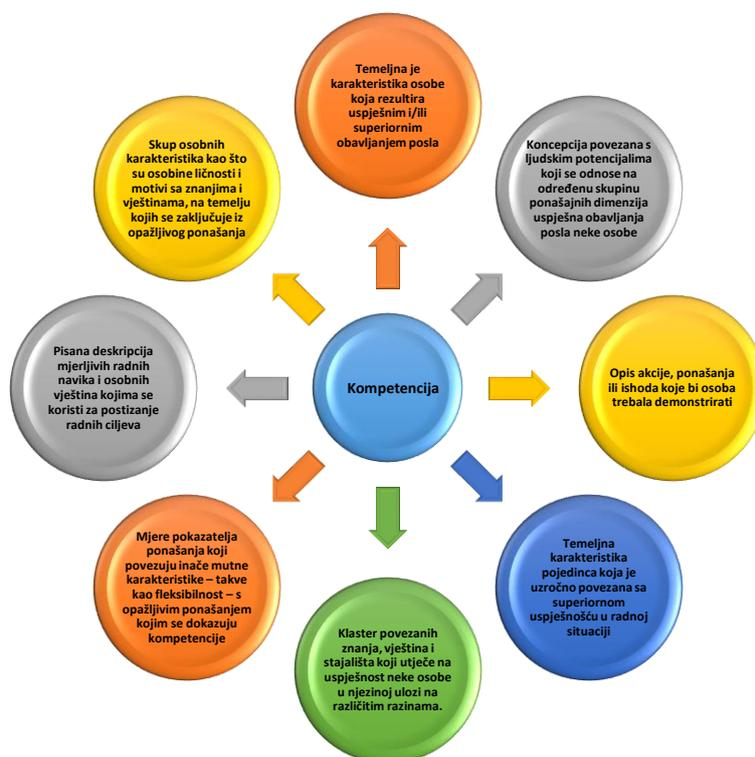 Temeljna je
karakteristika osobe
koja rezultira
uspješnim i/ili
superiornim
obavljanjem posla
Koncepcija povezana s
ljudskim potencijalima
koji se odnose na
određenu skupinu
ponašajnih dimenzija
uspješna obavljanja
posla neke osobe
Opis akcije, ponašanja
ili ishoda koje bi osoba
trebala demonstrirati
Temeljna
karakteristika
pojedinca koja je
uzročno povezana sa
superiornom
uspješnošću u radnoj
situaciji
Klaster povezanih
znanja, vještina i
stajališta koji utječe na
uspješnost neke osobe
u njezinoj ulozi na
različitim razinama.
Mjere pokazatelja
ponašanja koji
povezuju inače mutne
karakteristike – takve
kao fleksibilnost – s
opažljivim ponašanjem
kojim se dokazuju
kompetencije
Pisana deskripcija
mjerljivih radnih
navika i osobnih
vještina kojima se
koristi za postizanje
radnih ciljeva
Skup osobnih
karakteristika kao što
su osobine ličnosti i
motivi sa znanjima i
vještinama, na temelju
kojih se zaključuje iz
opažljivog ponašanja
Kompetencija